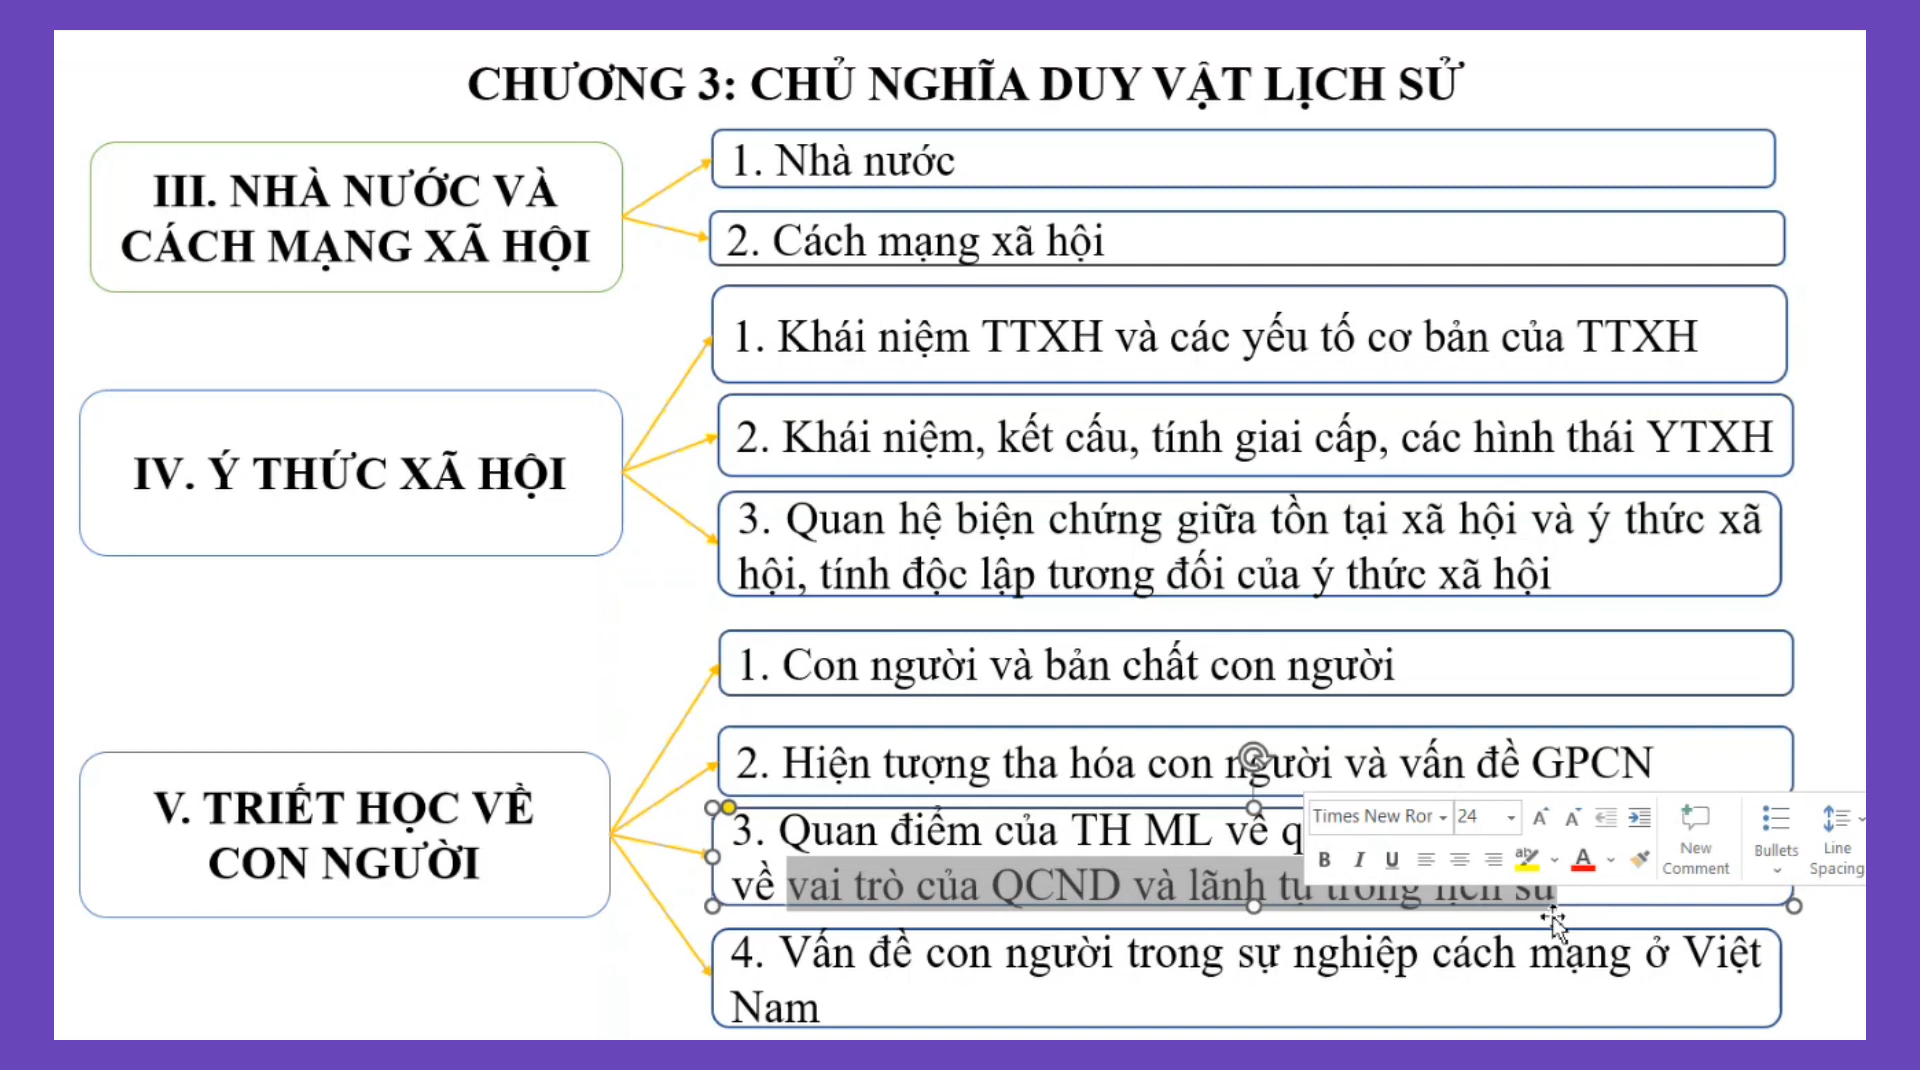 CHƯƠNG 3: CHỦ NGHĨA DUY VẬT LỊCH SỬ
III. NHÀ NƯỚC VÀ
CÁCH MẠNG XÃ HỘI
1. Nhà nước
2. Cách mạng xã hội
IV. Ý THỨC XÃ HỘI
1. Khái niệm TTXH và các yếu tố cơ bản của TTXH
2. Khái niệm, kết cấu, tính giai cấp, các hình thái YTXH
3. Quan hệ biện chứng giữa tồn tại xã hội và ý thức xã
hội, tính độc lập tương đối của ý thức xã hội
V. TRIẾT HỌC VỀ
CON NGƯỜI
1. Con người và bản chất con người
2. Hiện tượng tha hóa con người và vấn đề GPCN
3. Quan điểm của TH ML về
về vai trò của QCND và lãnh tụ trong lịch sử
4. Vấn đề con người trong sự nghiệp cách mạng ở Việt
Nam
Times New Ror 24
B I U
New
Comment
Bullets
Line
Spacing